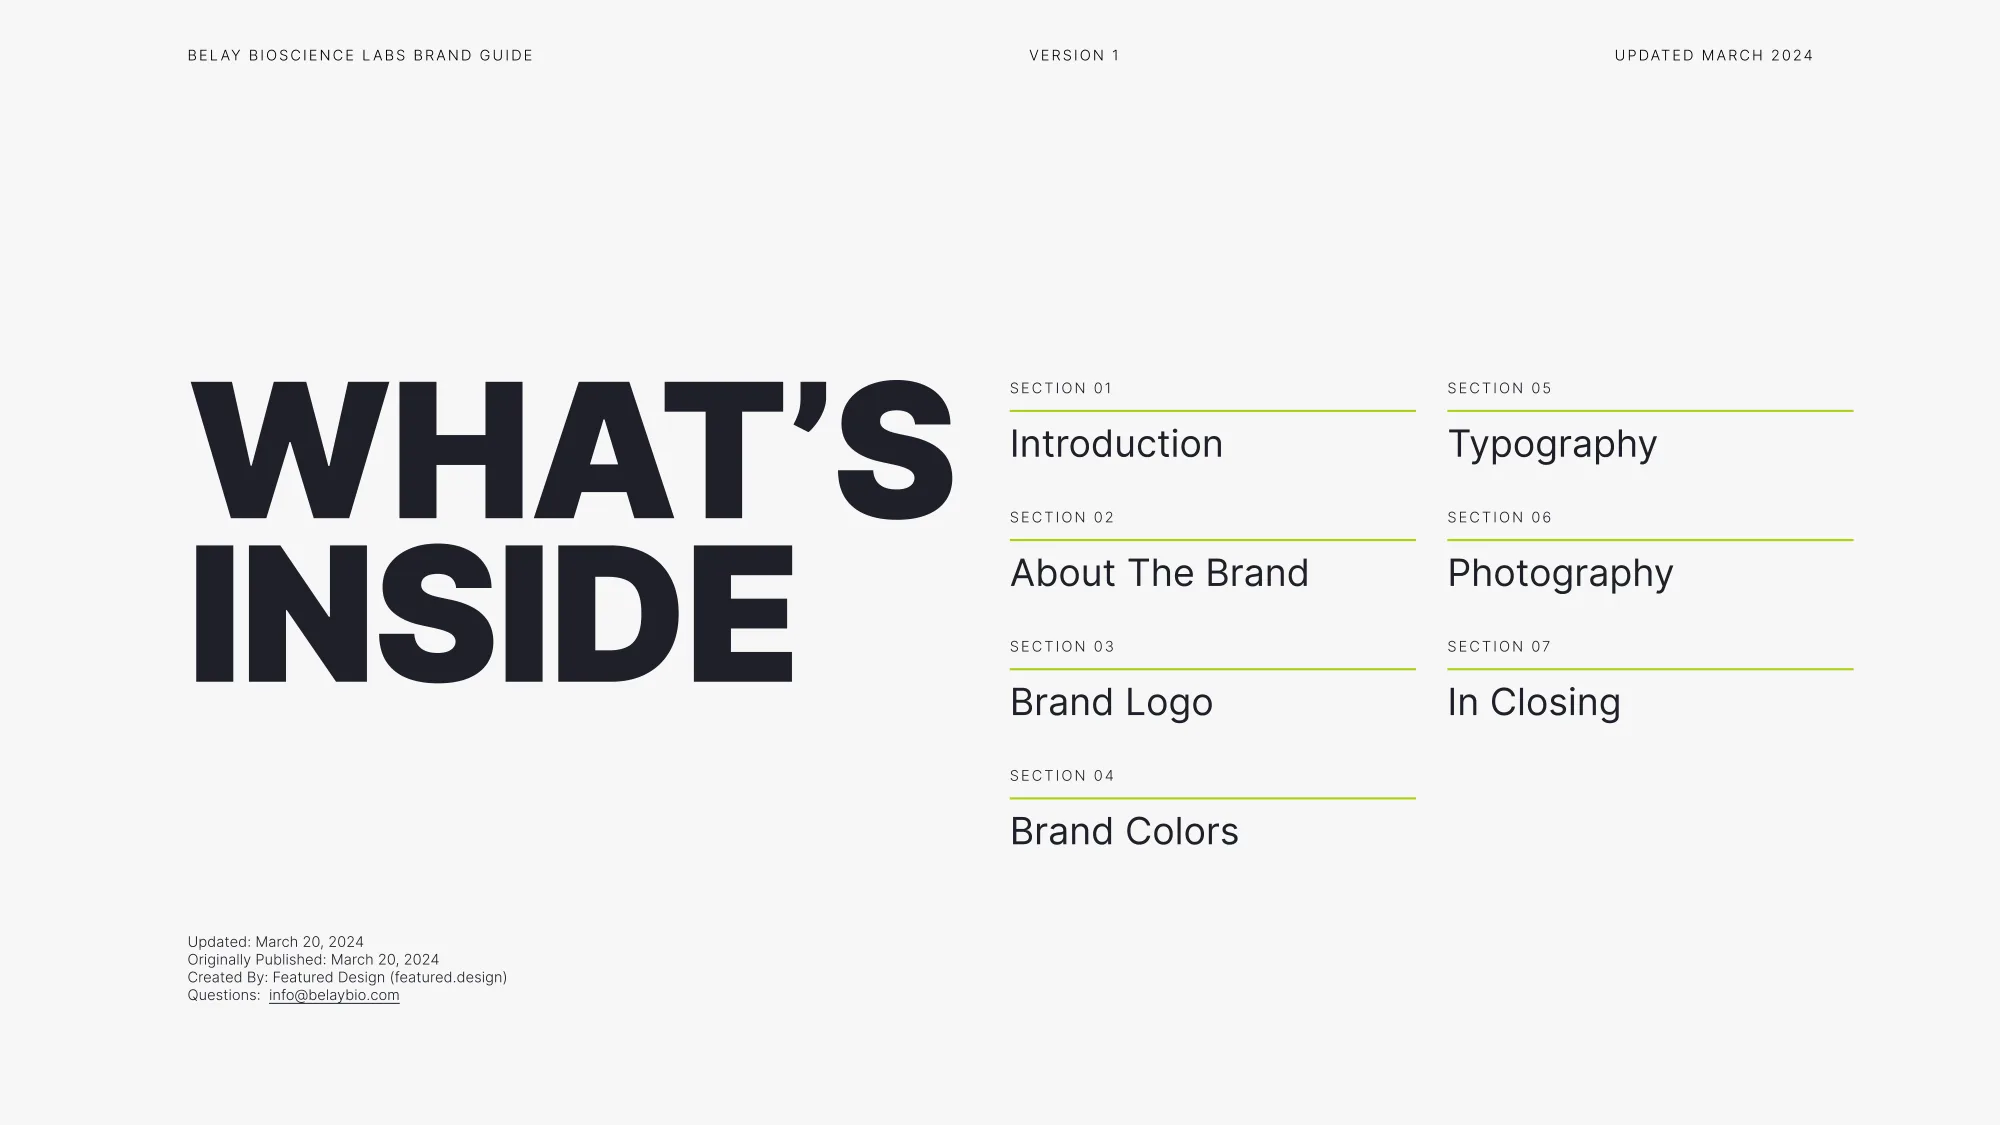 BELAY BIOSCIENCE LABS BRAND GUIDE
VERSION 1
UPDATED MARCH 2024
WHAT’S
INSIDE
SECTION 01
Introduction
SECTION 02
About The Brand
SECTION 03
Brand Logo
SECTION 04
Brand Colors
SECTION 05
Typography
SECTION 06
Photography
SECTION 07
In Closing
Updated: March 20, 2024
Originally Published: March 20, 2024
Created By: Featured Design (featured.design)
Questions: info@belaybio.com